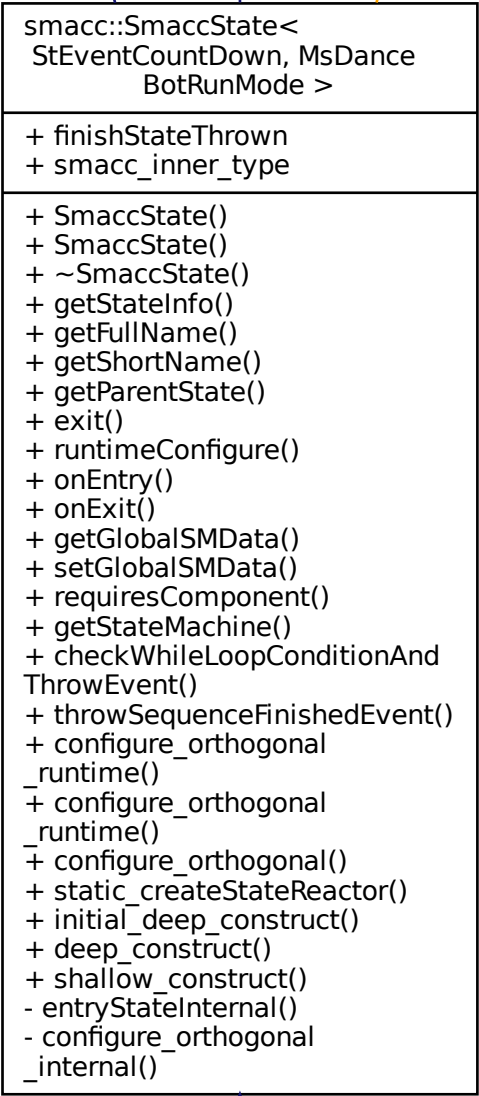 smacc::SmaccState<
StEventCountDown, MsDance
BotRunMode >
+ finishStateThrown
+ smacc_inner_type
+ SmaccState()
+ SmaccState()
+ ~SmaccState()
+ getStateInfo()
+ getFullName()
+ getShortName()
+ getParentState()
+ exit()
+ runtimeConfigure()
+ onEntry()
+ onExit()
+ getGlobalSMData()
+ setGlobalSMData()
+ requiresComponent()
+ getStateMachine()
+ checkWhileLoopConditionAnd
ThrowEvent()
+ throwSequenceFinishedEvent()
+ configure_orthogonal
_runtime()
+ configure_orthogonal
_runtime()
+ configure_orthogonal()
+ static_createStateReactor()
+ initial_deep_construct()
+ deep_construct()
+ shallow_construct()
- entryStateInternal()
- configure_orthogonal
_internal()